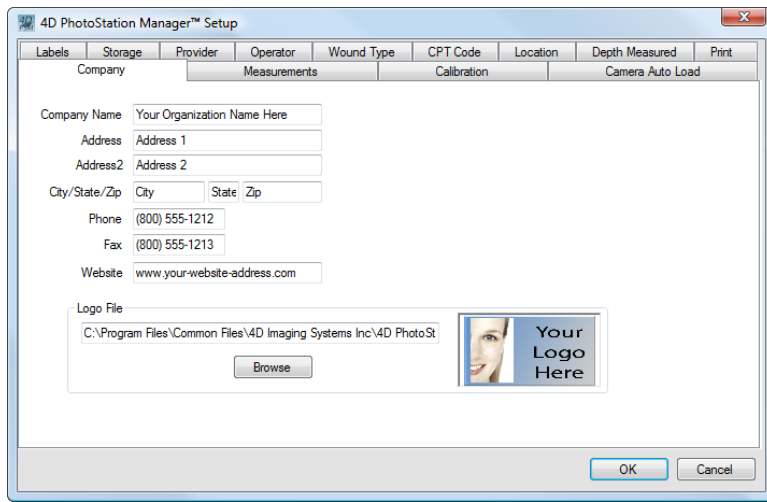 4D PhotoStation Manager™ Setup
Labels Storage Provider Operator Wound Type CPT Code Location Depth Measured Print
Company Measurements Calibration Camera Auto Load
Company Name Your Organization Name Here
Address Address 1
Address2 Address 2
City/State/Zip City State Zip
Phone (800) 555-1212
Fax (800) 555-1213
Website www.your-website-address.com
Logo File
C:\Program Files\Common Files\4D Imaging Systems Inc\4D PhotoSt
Your
Logo
Here
Browse
OK Cancel